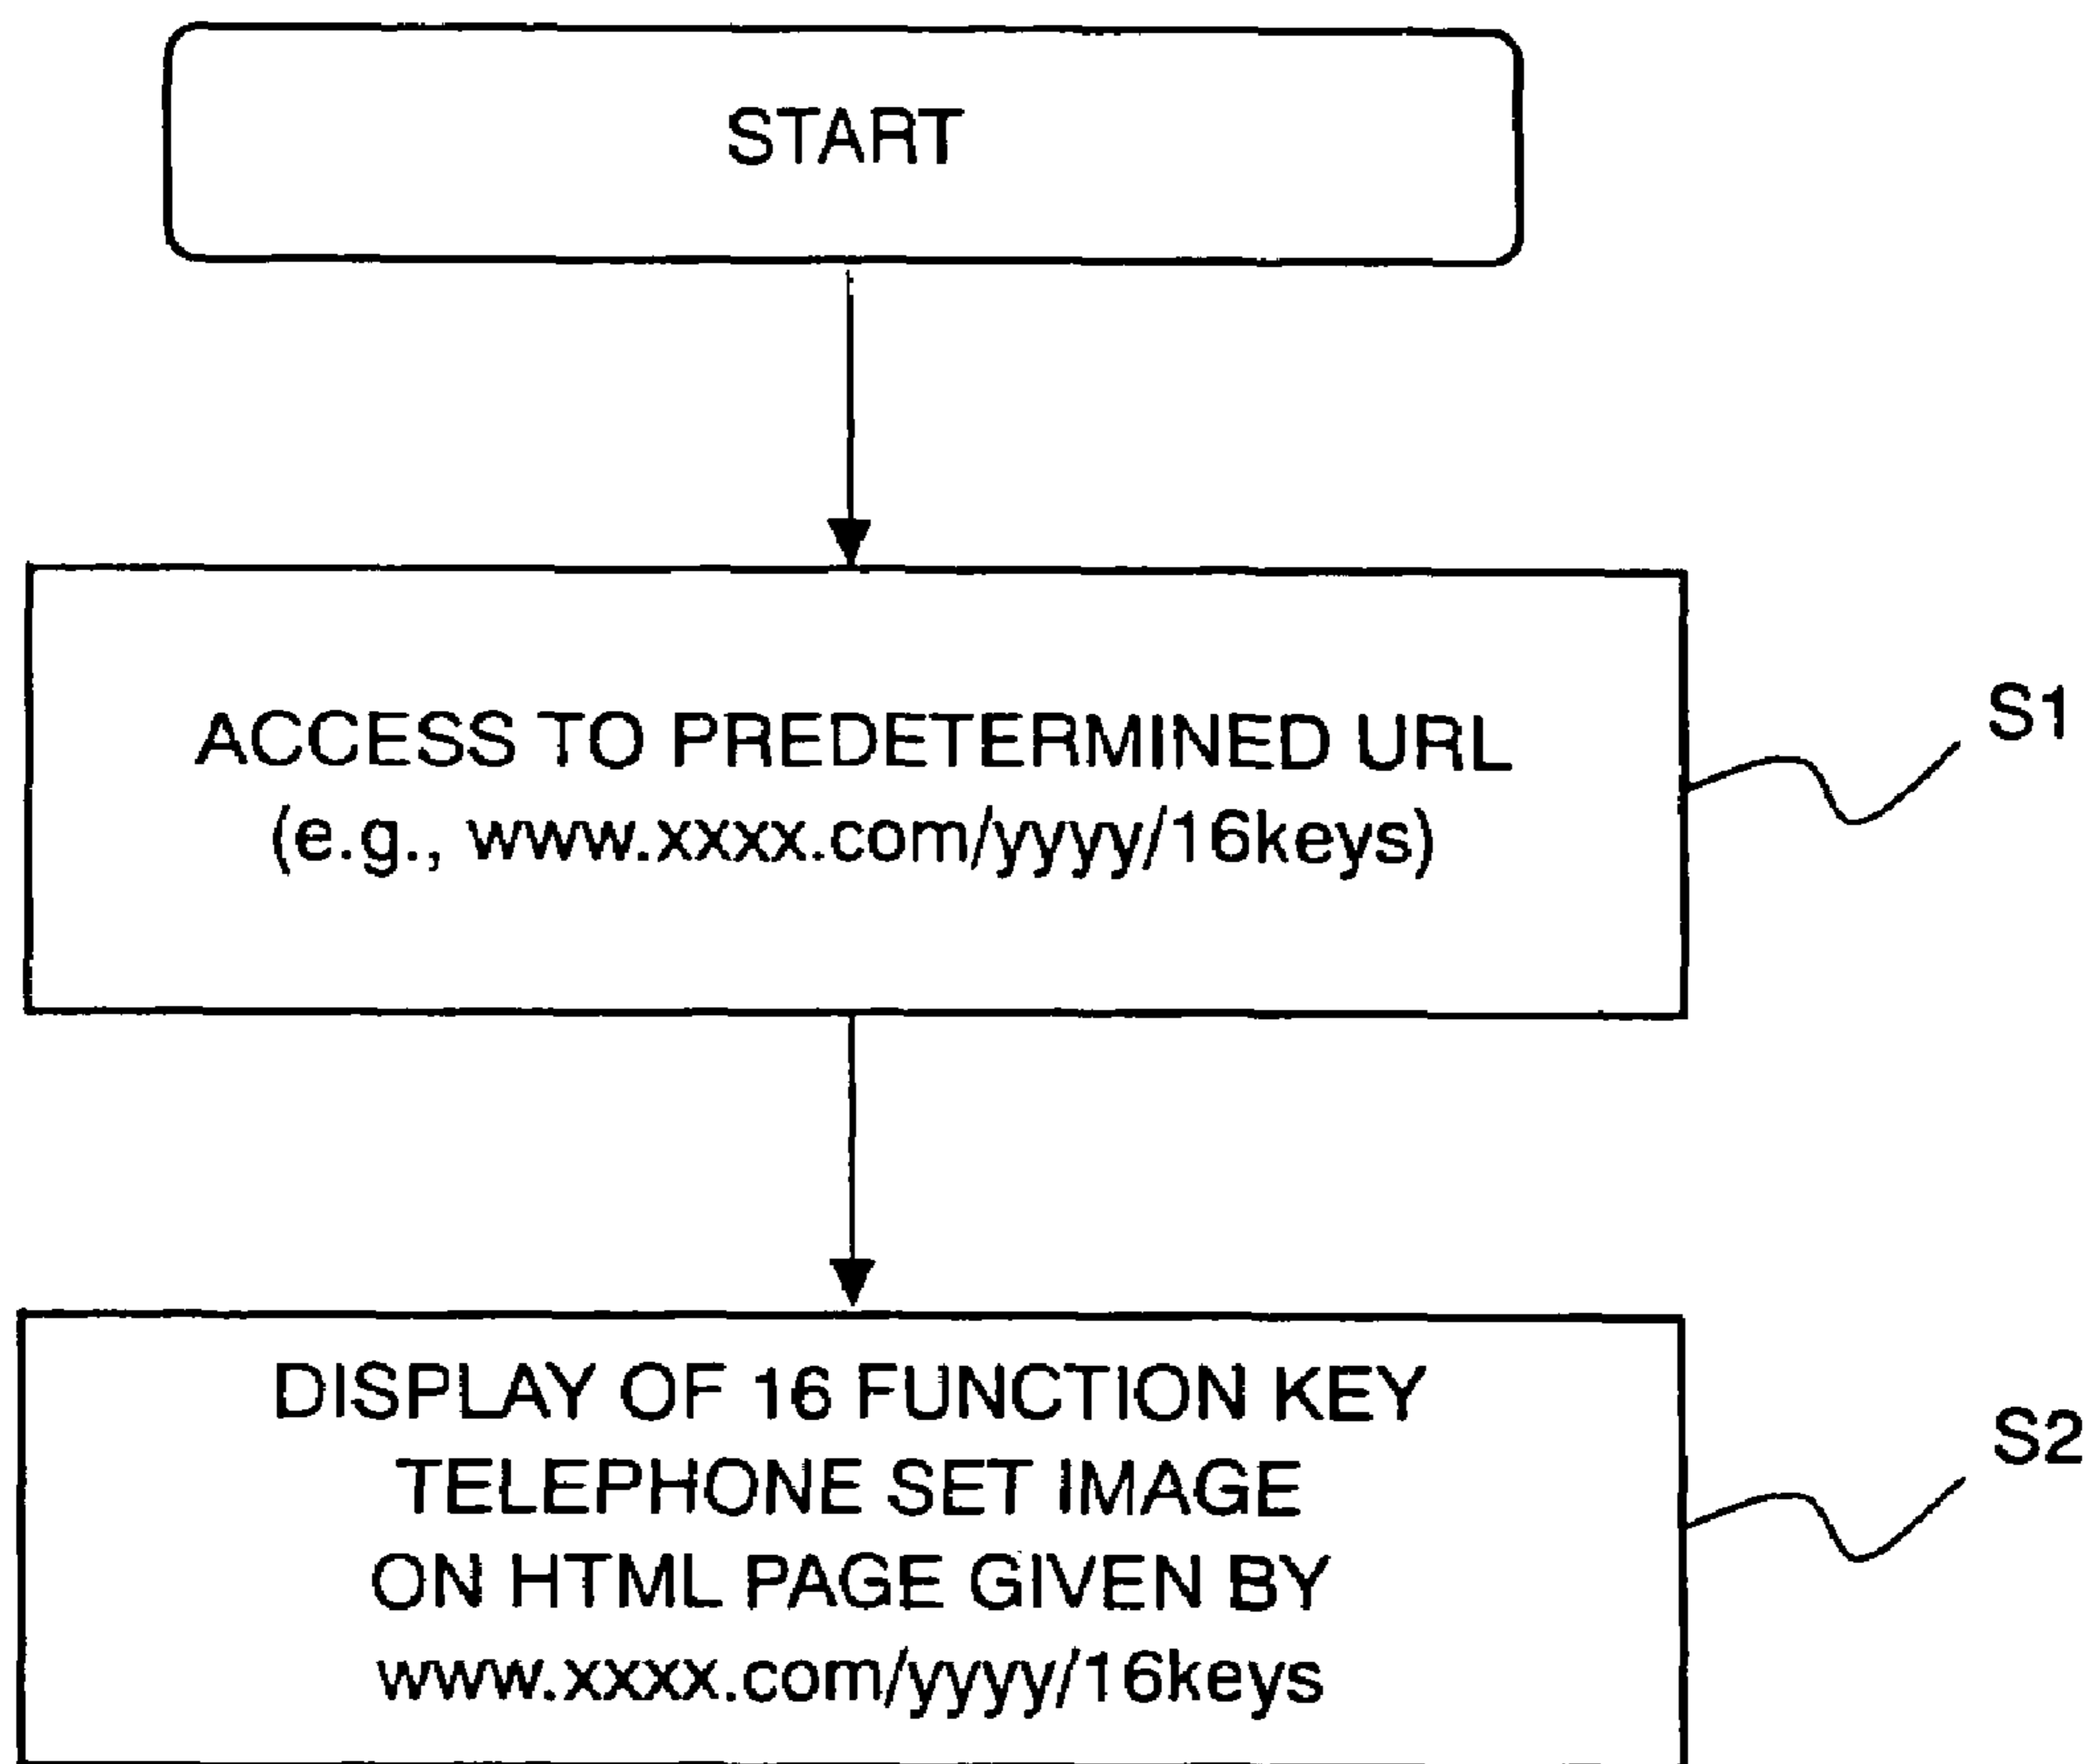 START
ACCESS TO PREDETERMINED URL
(e.g., www.xxxx.com/yyyy/16keys)
S1
DISPLAY OF 16 FUNCTION KEY
TELEPHONE SET IMAGE
ON HTML PAGE GIVEN BY
www.xxxx.com/yyyy/16keys
S2